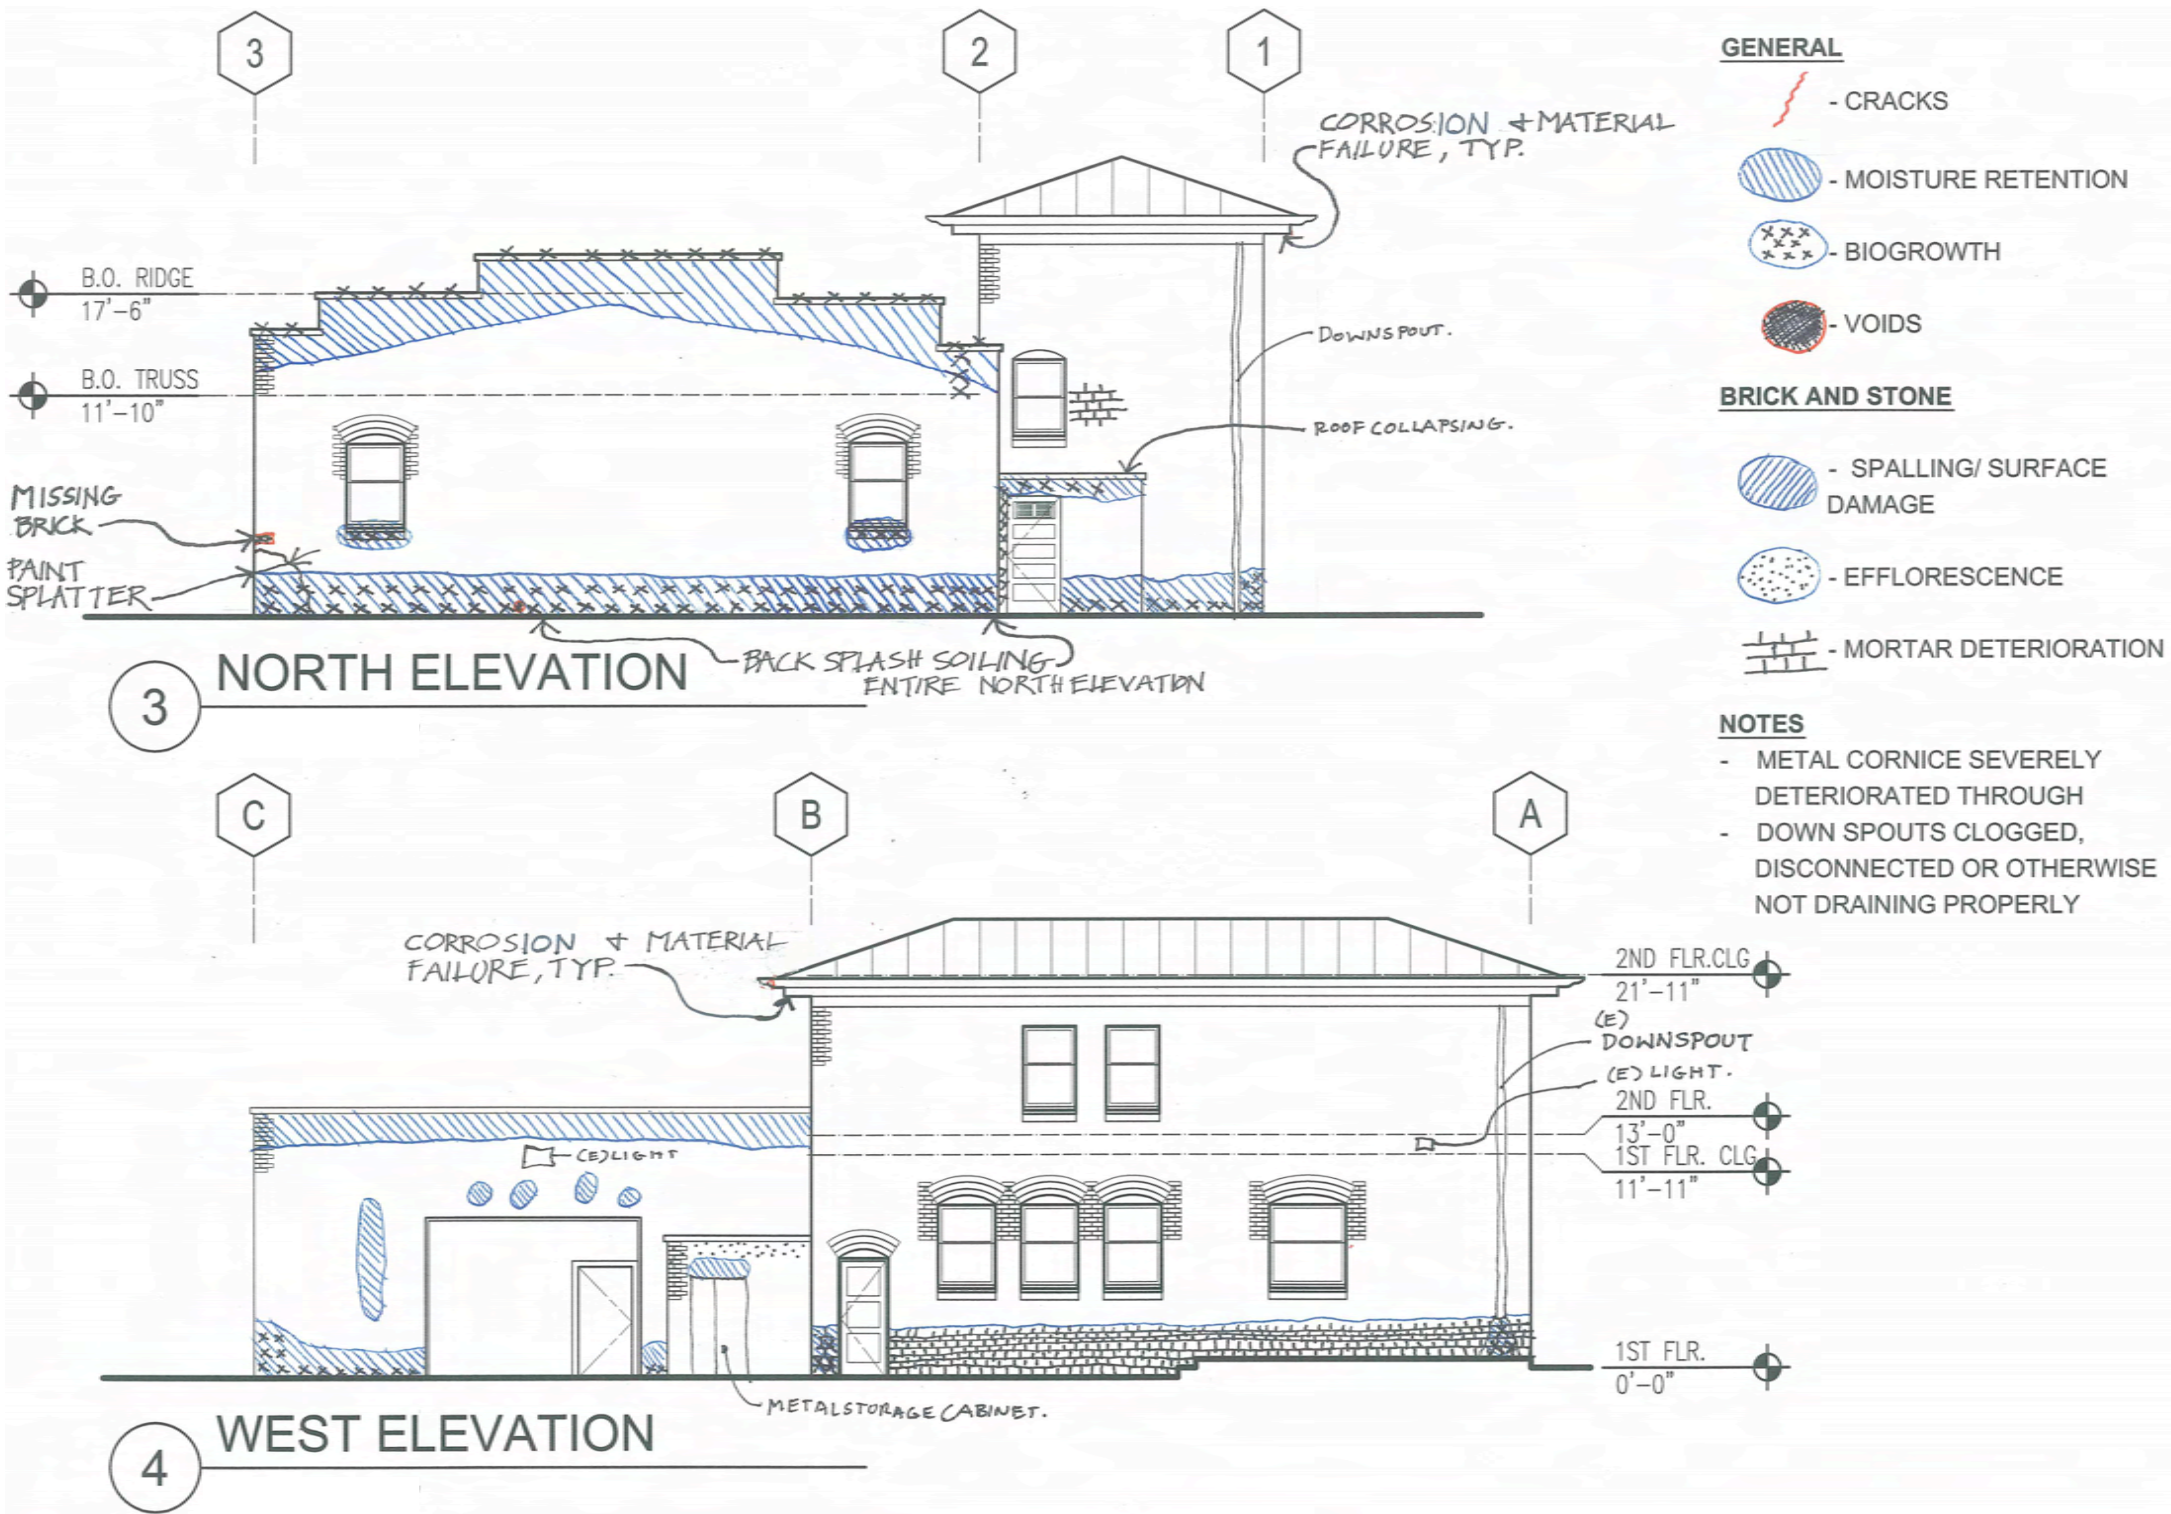 3
2
1
CORROSION & MATERIAL
FAILURE, TYP.
B.O. RIDGE
17'-6"
DOWNSPOUT.
B.O. TRUSS
11'-10"
ROOF COLLAPSING.
MISSING
BRICK
PAINT
SPLATTER
BACK SPLASH SOILING
ENTIRE NORTH ELEVATION
3
NORTH ELEVATION
C
B
A
CORROSION & MATERIAL
FAILURE, TYP.
2ND FLR.CLG
21'-11"
(E)
DOWNSPOUT
(E) LIGHT.
2ND FLR.
13'-0"
1ST FLR. CLG
11'-11"
(E)LIGHT
1ST FLR.
0'-0"
METAL STORAGE CABINET.
4
WEST ELEVATION
GENERAL
- CRACKS
- MOISTURE RETENTION
- BIOGROWTH
- VOIDS
BRICK AND STONE
- SPALLING/ SURFACE
DAMAGE
- EFFLORESCENCE
- MORTAR DETERIORATION
NOTES
- METAL CORNICE SEVERELY
DETERIORATED THROUGH
- DOWN SPOUTS CLOGGED,
DISCONNECTED OR OTHERWISE
NOT DRAINING PROPERLY